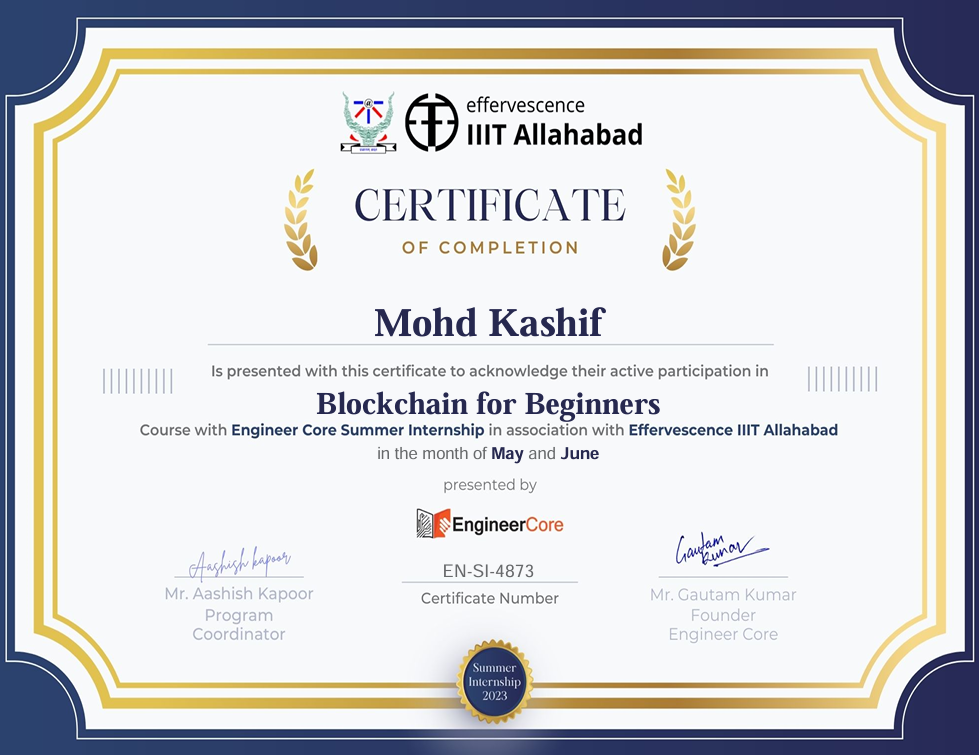 effervescence
IIIT Allahabad
CERTIFICATE
OF COMPLETION
Mohd Kashif
Is presented with this certificate to acknowledge their active participation in
Blockchain for Beginners
Course with Engineer Core Summer Internship in association with Effervescence IIIT Allahabad
in the month of May and June
presented by
EngineerCore
Aashish kapoor
Gautam
Kumar
EN-SI-4873
Mr. Aashish Kapoor
Certificate Number
Mr. Gautam Kumar
Program
Founder
Coordinator
Engineer Core
Summer
Internship
2023